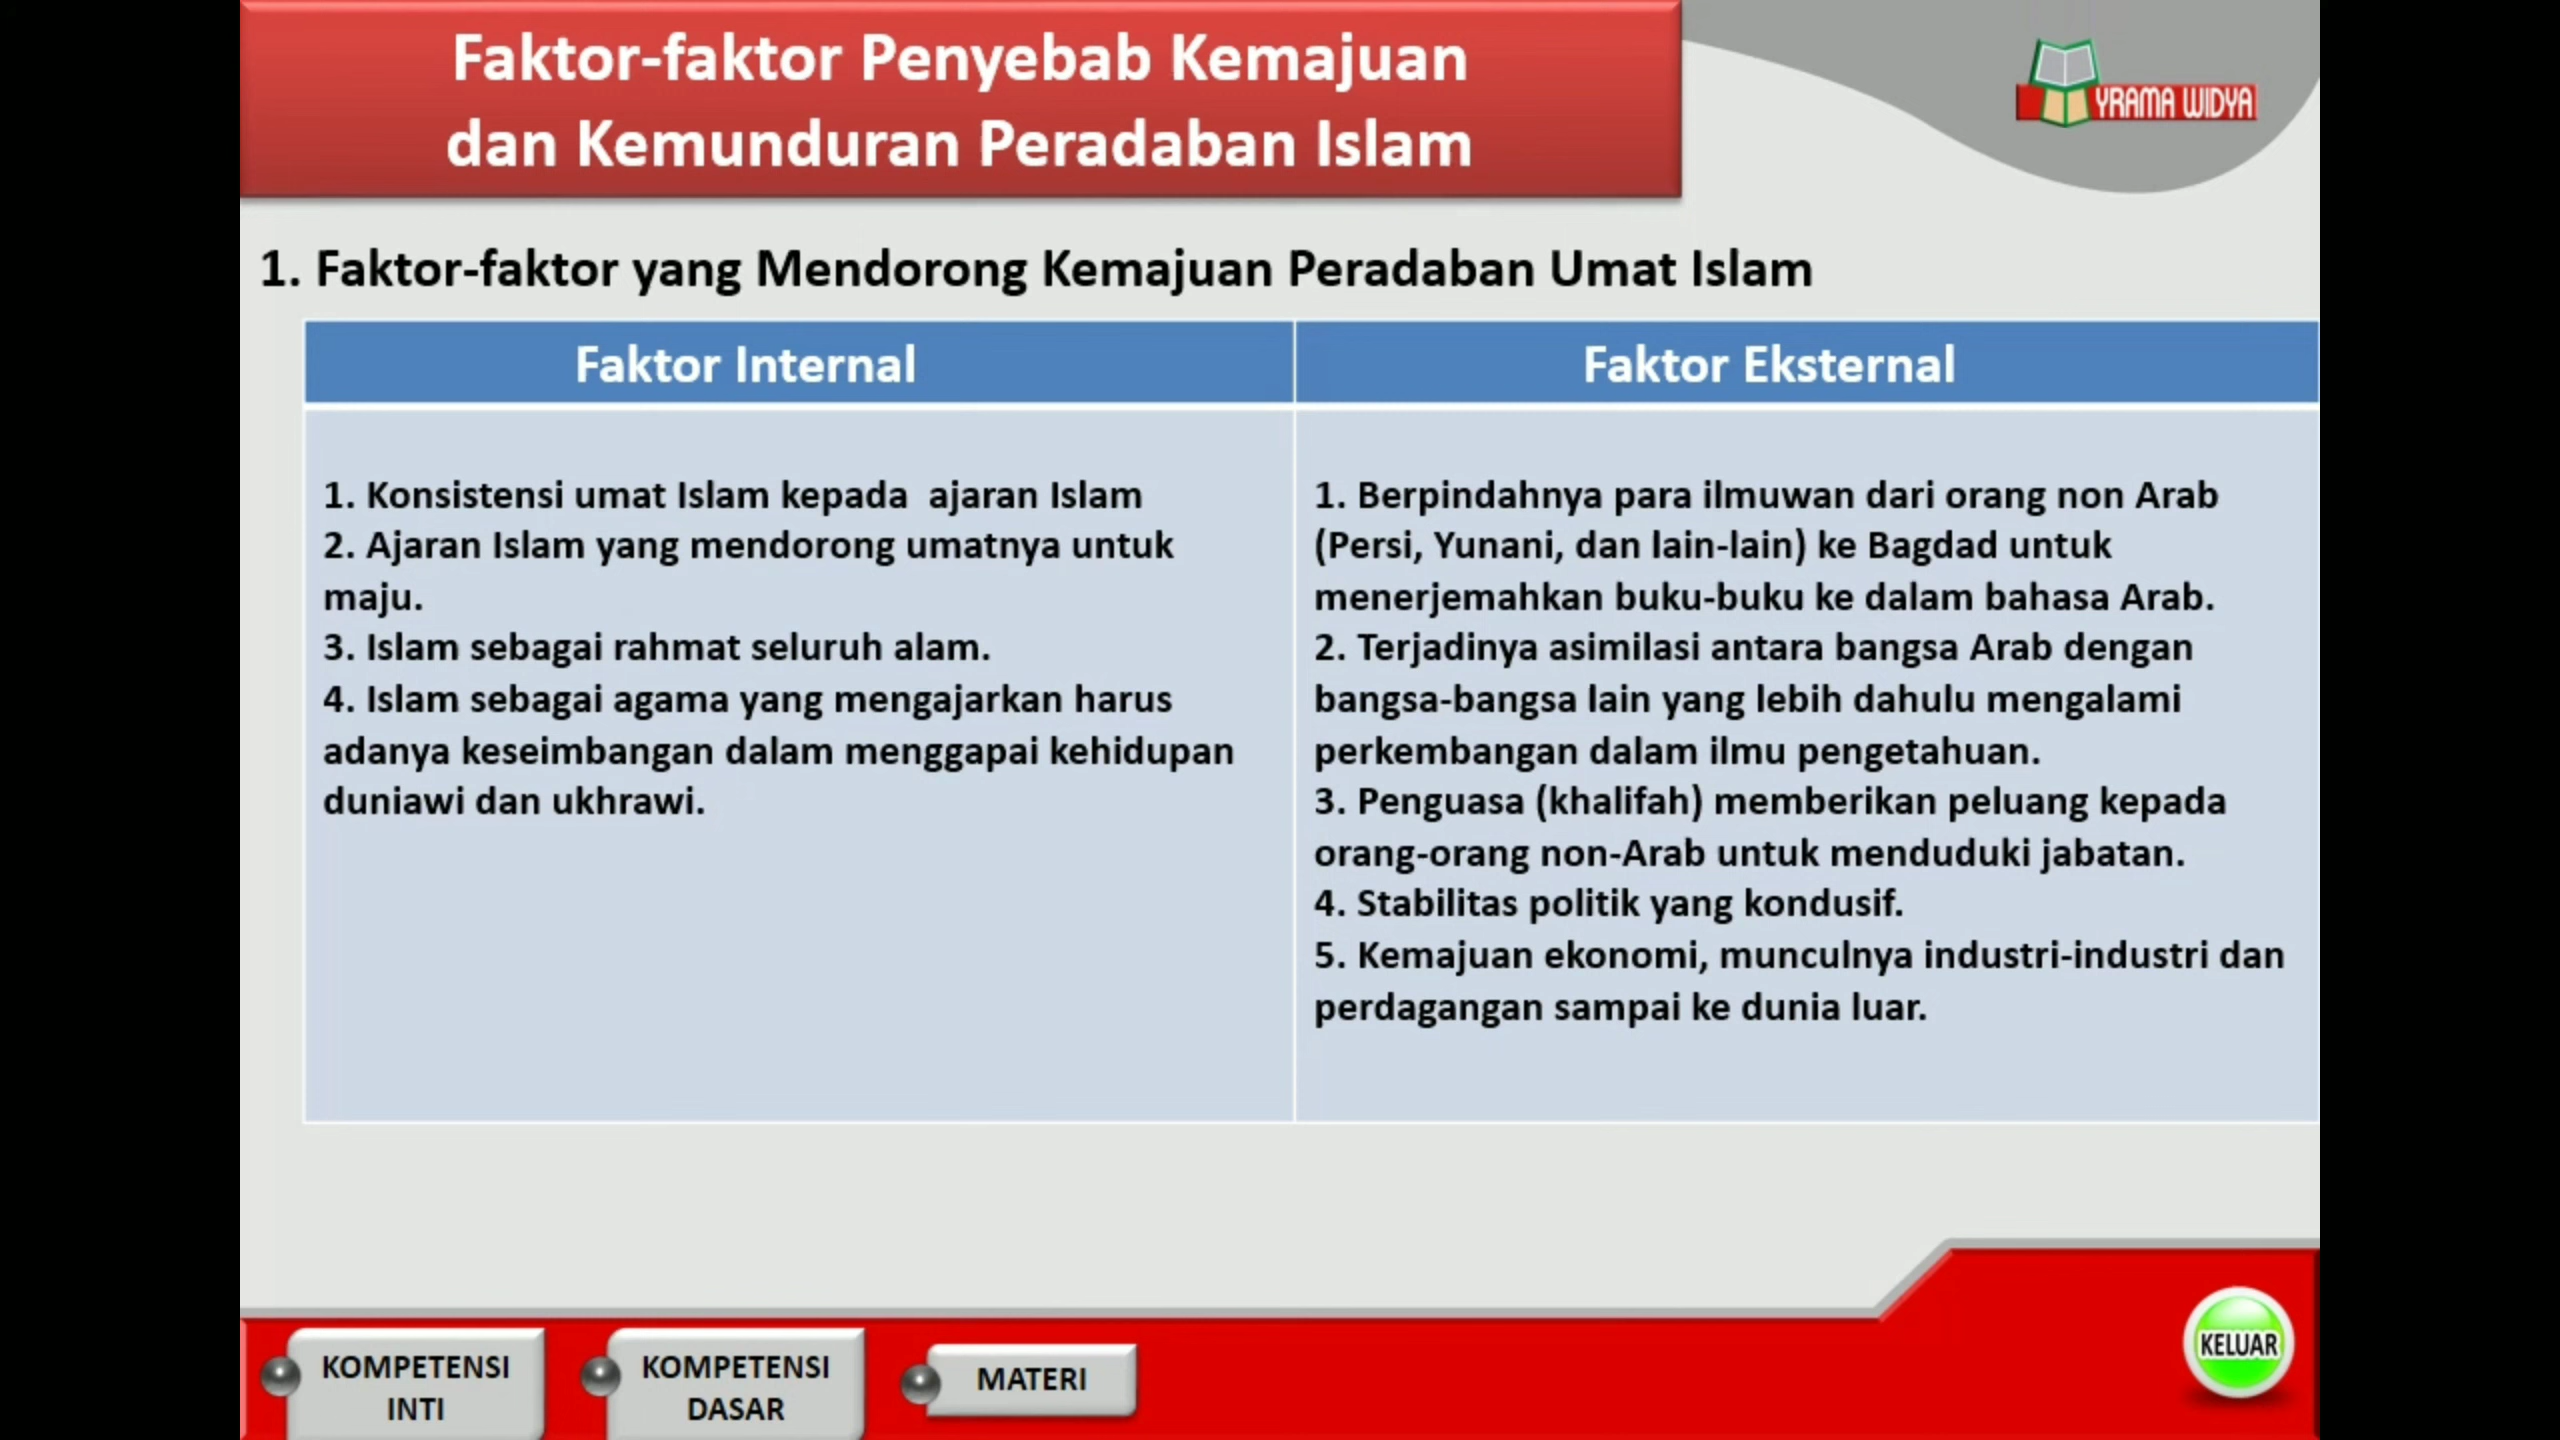 Faktor-faktor Penyebab Kemajuan
dan Kemunduran Peradaban Islam
YRAMA WIDYA
1. Faktor-faktor yang Mendorong Kemajuan Peradaban Umat Islam
Faktor Internal
1. Konsistensi umat Islam kepada  ajaran Islam
2. Ajaran Islam yang mendorong umatnya untuk
maju.
3. Islam sebagai rahmat seluruh alam.
4. Islam sebagai agama yang mengajarkan harus
adanya keseimbangan dalam menggapai kehidupan
duniawi dan ukhrawi.
Faktor Eksternal
1. Berpindahnya para ilmuwan dari orang non Arab
(Persi, Yunani, dan lain-lain) ke Bagdad untuk
menerjemahkan buku-buku ke dalam bahasa Arab.
2. Terjadinya asimilasi antara bangsa Arab dengan
bangsa-bangsa lain yang lebih dahulu mengalami
perkembangan dalam ilmu pengetahuan.
3. Penguasa (khalifah) memberikan peluang kepada
orang-orang non-Arab untuk menduduki jabatan.
4. Stabilitas politik yang kondusif.
5. Kemajuan ekonomi, munculnya industri-industri dan
perdagangan sampai ke dunia luar.
KOMPETENSI
INTI
KOMPETENSI
DASAR
MATERI
KELUAR